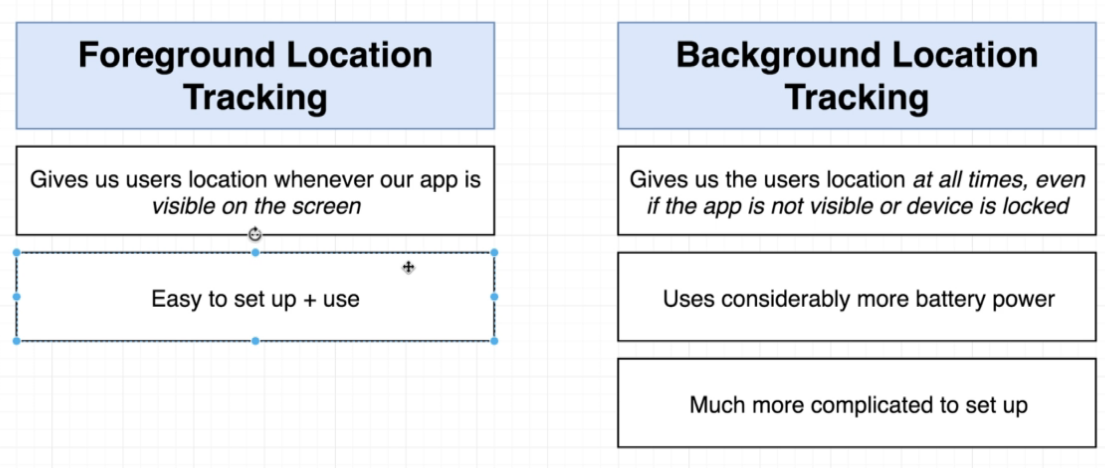 Foreground Location
Tracking
Gives us users location whenever our app is
visible on the screen
Easy to set up + use
Background Location
Tracking
Gives us the users location at all times, even
if the app is not visible or device is locked
Uses considerably more battery power
Much more complicated to set up